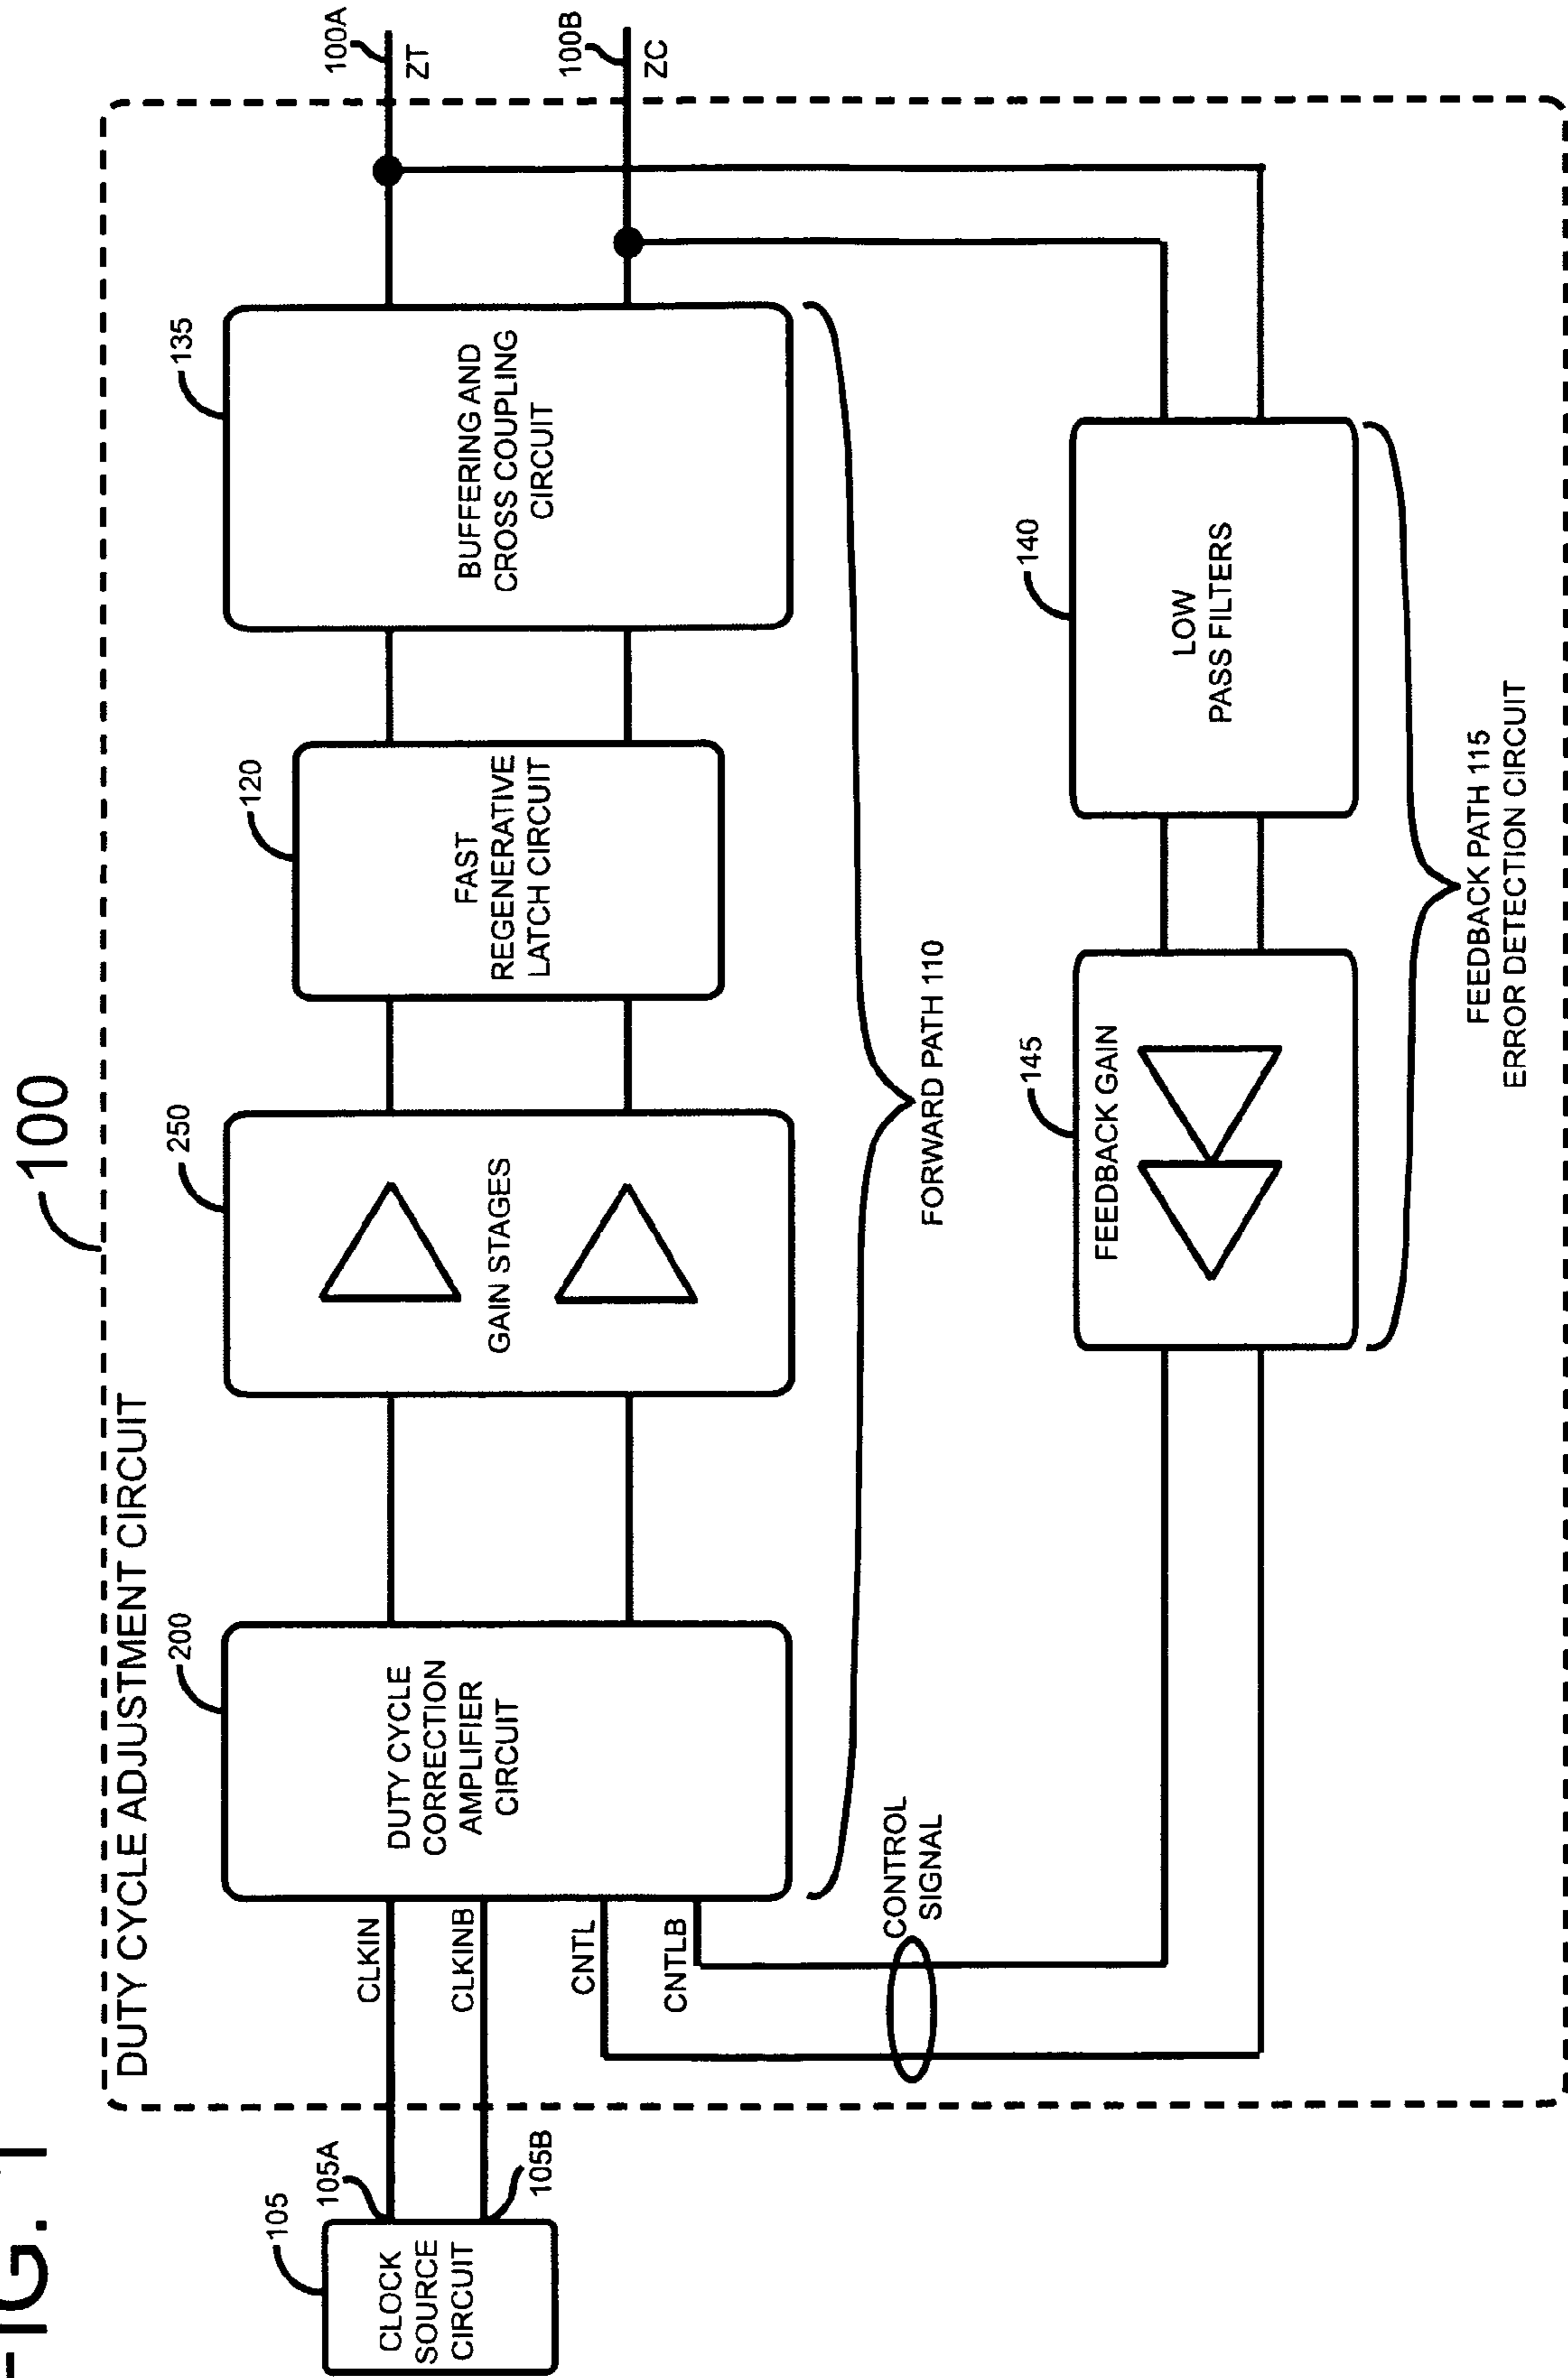 FIG. 1
100
DUTY CYCLE ADJUSTMENT CIRCUIT
105
CLOCK
SOURCE
CIRCUIT
105A
105B
CLKIN
CLKINB
CNTL
CNTLB
CONTROL
SIGNAL
200
DUTY CYCLE
CORRECTION
AMPLIFIER
CIRCUIT
250
GAIN STAGES
120
FAST
REGENERATIVE
LATCH CIRCUIT
135
BUFFERING AND
CROSS COUPLING
CIRCUIT
100A
ZT
100B
ZC
FORWARD PATH 110
145
FEEDBACK GAIN
140
LOW
PASS FILTERS
FEEDBACK PATH 115
ERROR DETECTION CIRCUIT